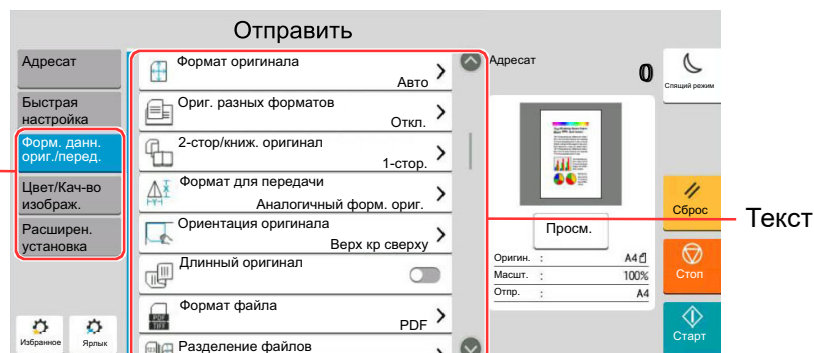 Отправить
Адресат
Быстрая
настройка
Форм. данн.
ориг./перед.
Цвет/Кач-во
изображ.
Расширен.
установка
Избранное
Ярлык
Формат оригинала
Авто
Ориг. разных форматов
Откл.
2-стор/книж. оригинал
1-стор.
Формат для передачи
Аналогичный форм. ориг.
Ориентация оригинала
Верх кр сверху
Длинный оригинал
Формат файла
PDF
TIFF
PDF
Разделение файлов
Адресат
0
Просм.
Оригин. : A4
Масшт. : 100%
Отпр. : A4
Спящий режим
Сброс
Стоп
Старт
Текст